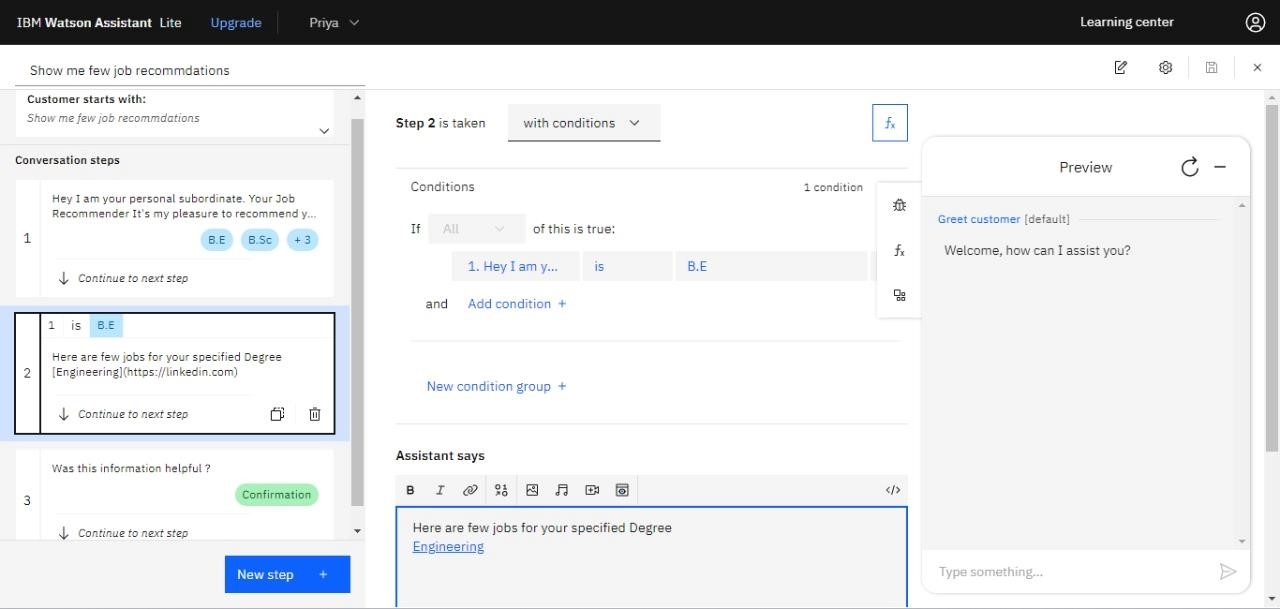 IBM Watson Assistant Lite Upgrade Priya Learning center
Show me few job recommdations
Customer starts with:
Show me few job recommdations
Conversation steps
1
Hey I am your personal subordinate. Your Job
Recommender It's my pleasure to recommend y...
B.E B.Sc + 3
Continue to next step
2
1 is B.E
Here are few jobs for your specified Degree
[Engineering](https://linkedin.com)
Continue to next step
3
Was this information helpful ?
Confirmation
Continue to next step
New step +
Step 2 is taken with conditions fx
Conditions 1 condition
If All of this is true:
1. Hey I am y... is B.E
and Add condition +
New condition group +
Assistant says
B I </>
Here are few jobs for your specified Degree
Engineering
fx
Preview
Greet customer [default]
Welcome, how can I assist you?
Type something...